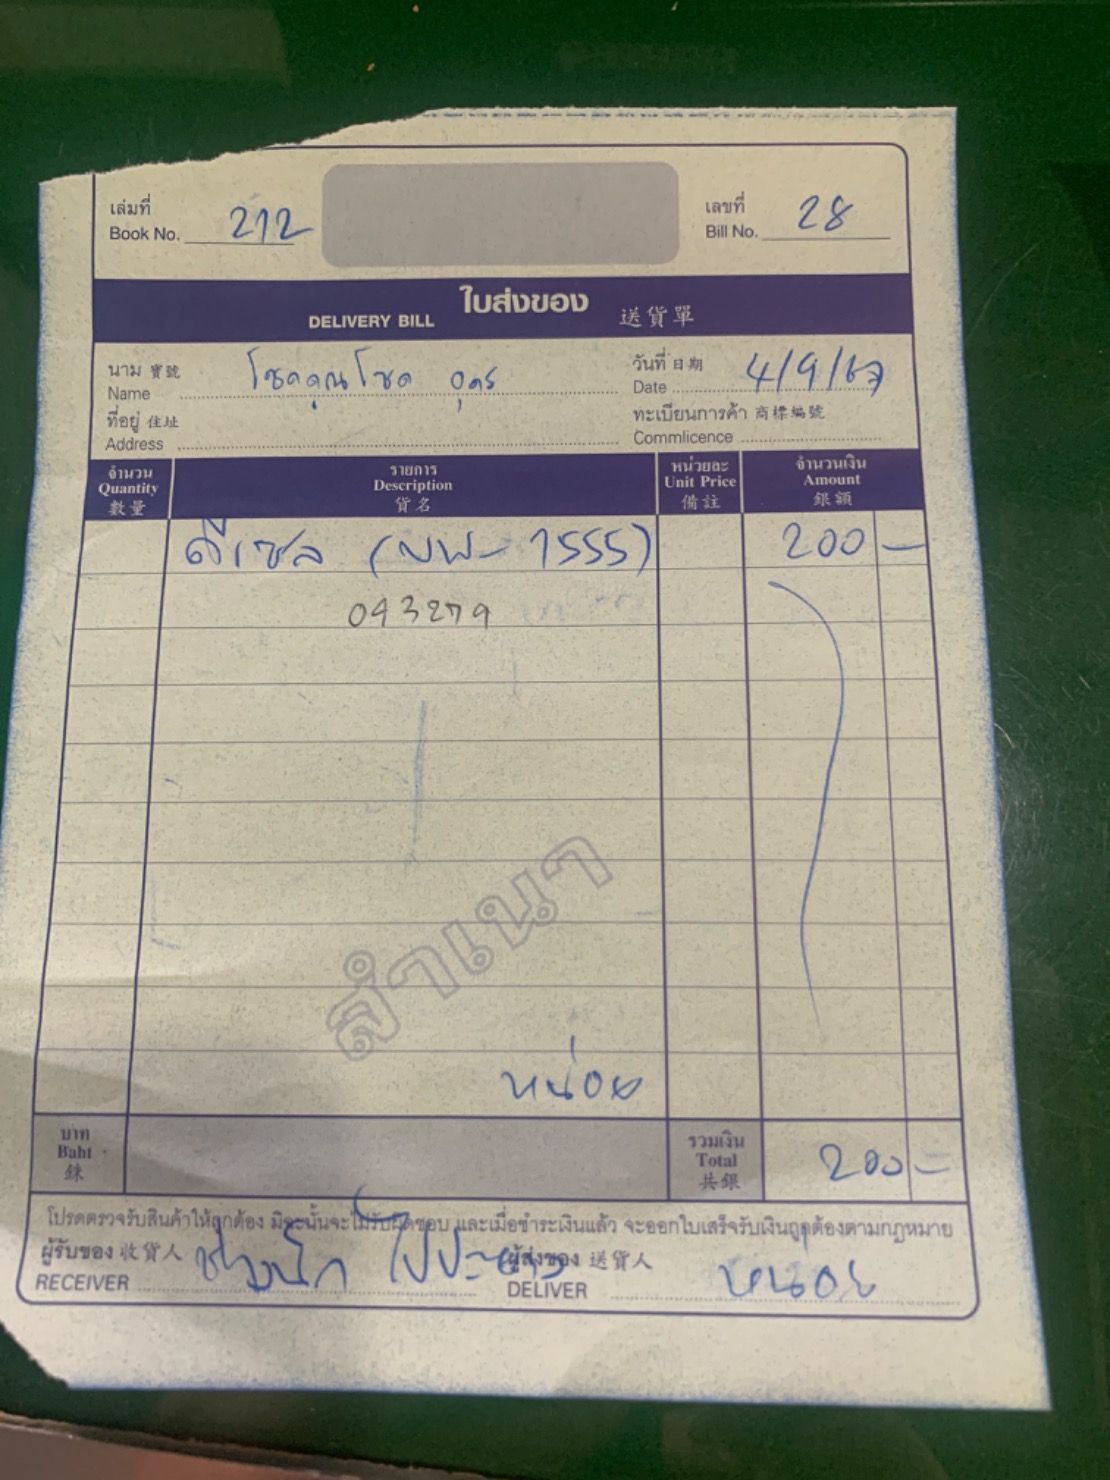 เล่มที่ เลขที่
Book No. 212 Bill No. 28
ใบส่งของ
DELIVERY BILL 送貨單
นาม 寶號 โชคคุณโชค อุดร วันที่ 日期 4/9/67
Name Date
ที่อยู่ 住址 ทะเบียนการค้า 商標編號
Address Commlicence
จำนวน รายการ หน่วยละ จำนวนเงิน
Quantity Description Unit Price Amount
數量 貨名 備註 銀額
ดีเซล (บพ-1555) 200 -
043279
สำเนา
หน่อย
บาท รวมเงิน
Baht Total 200 -
銖 共銀
โปรดตรวจรับสินค้าให้ถูกต้อง มิฉะนั้นจะไม่รับผิดชอบ และเมื่อชำระเงินแล้ว จะออกใบเสร็จรับเงินถูกต้องตามกฎหมาย
ผู้รับของ 收貨人 ผู้ส่งของ 送貨人
RECEIVER DELIVER หน่อย